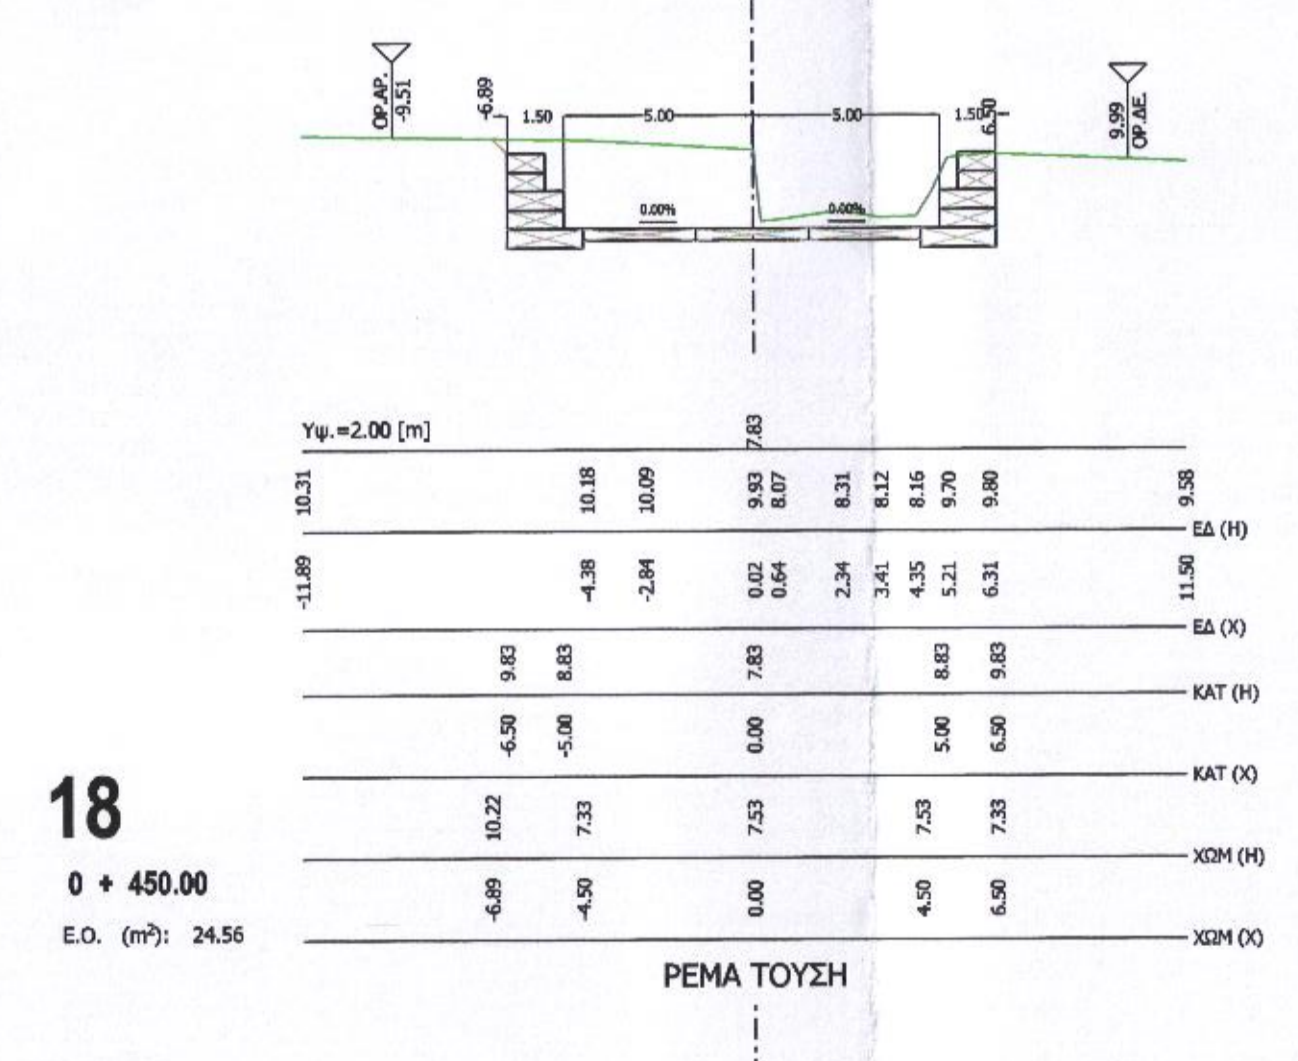 ΟΡ.ΑΡ.
-9.51
-6.89
1.50
5.00
5.00
1.50
6.50
9.99
ΟΡ.ΔΕ.
0.00%
0.00%
Υψ.=2.00 [m]
7.83
10.31 10.18 10.09 9.93 8.07 8.31 8.12 8.16 9.70 9.80 9.58
ΕΔ (Η)
-11.89 -4.38 -2.84 0.02 0.64 2.34 3.41 4.35 5.21 6.31 11.50
ΕΔ (Χ)
9.83 8.83 7.83 8.83 9.83
ΚΑΤ (Η)
-6.50 -5.00 0.00 5.00 6.50
ΚΑΤ (Χ)
18
10.22 7.33 7.53 7.53 7.33
ΧΩΜ (Η)
0 + 450.00
-6.89 -4.50 0.00 4.50 6.50
Ε.Ο. (m²): 24.56
ΧΩΜ (Χ)
ΡΕΜΑ ΤΟΥΣΗ